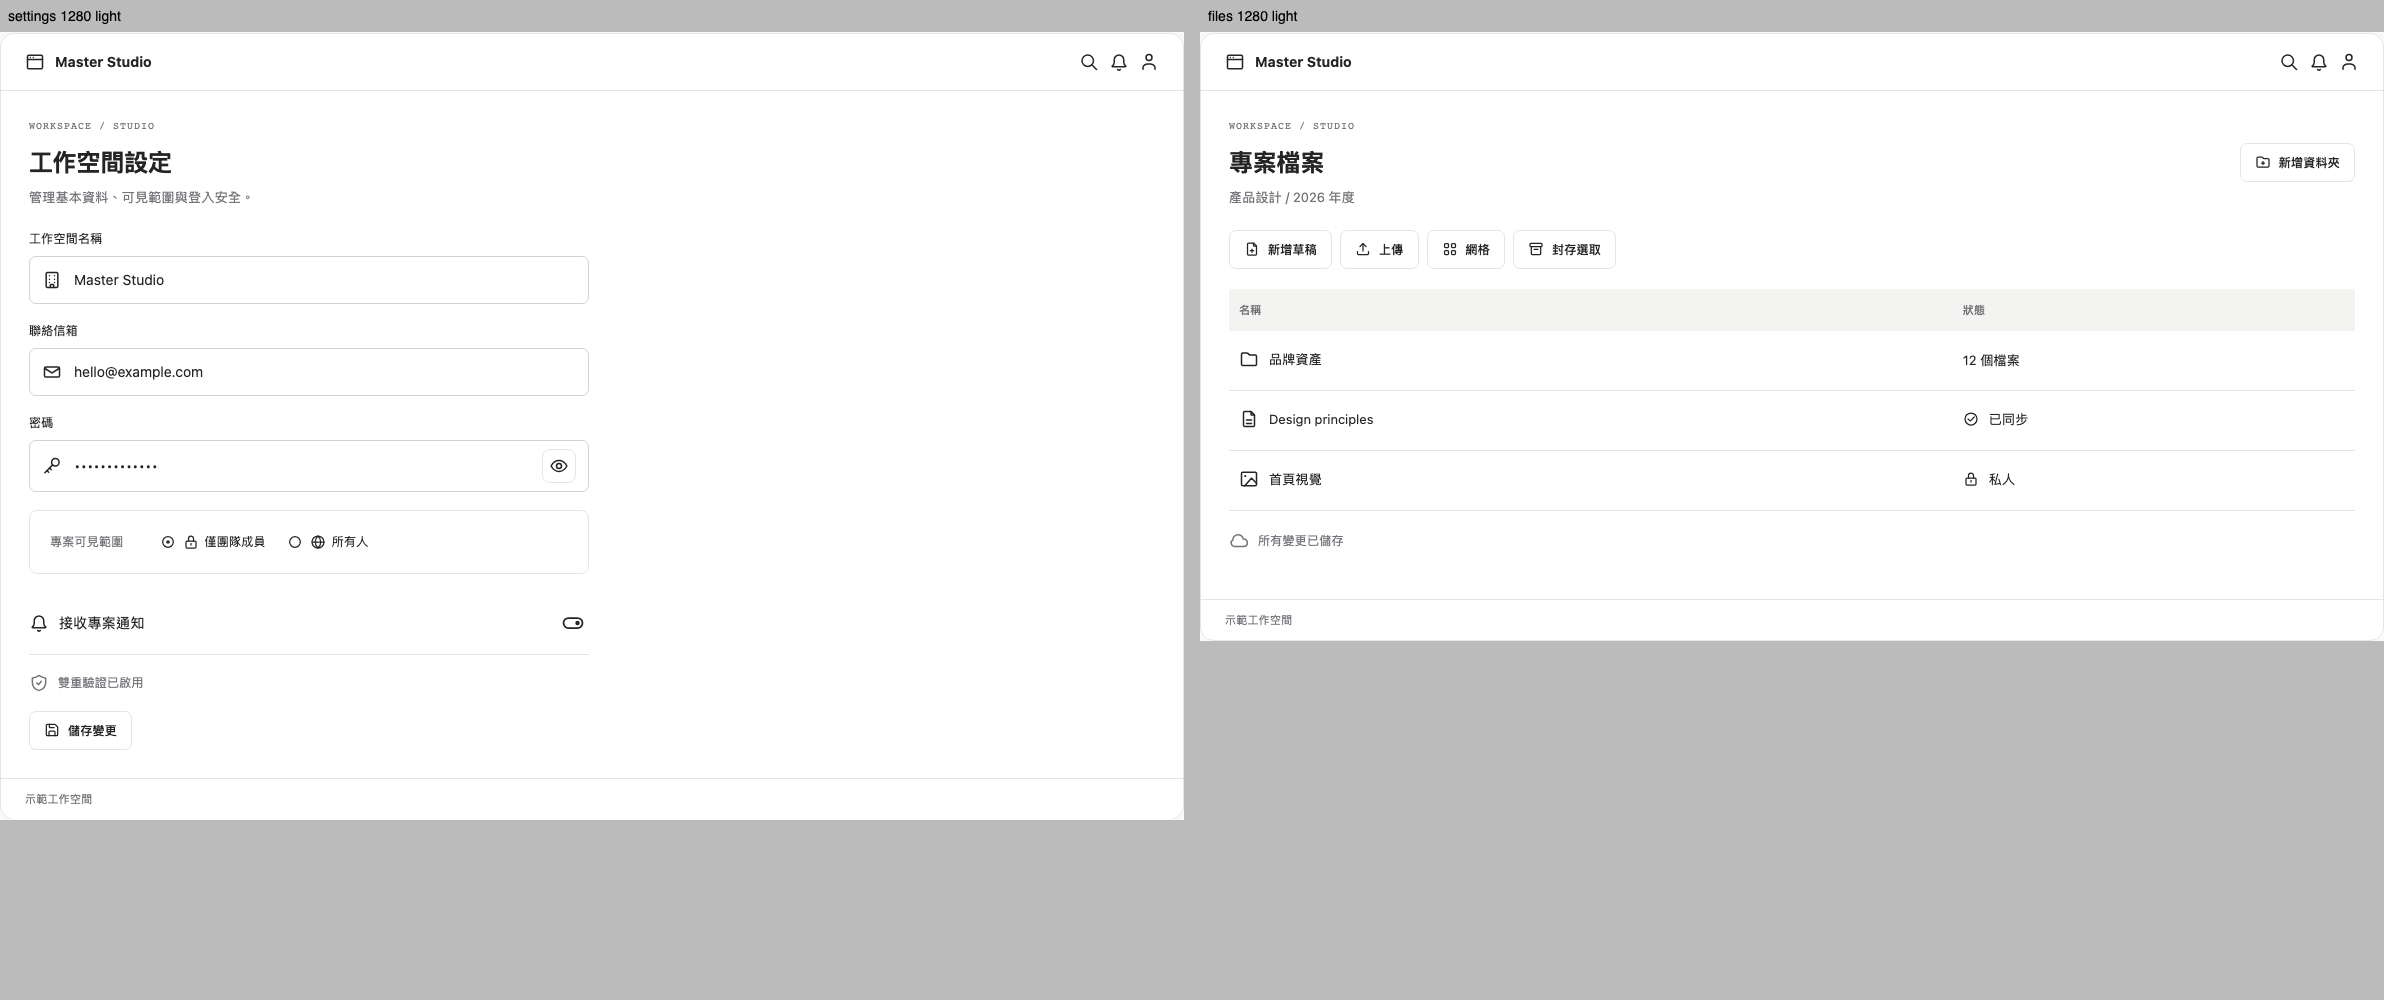 settings 1280 light
Master Studio
WORKSPACE / STUDIO
工作空間設定
管理基本資料、可見範圍與登入安全。
工作空間名稱
Master Studio
聯絡信箱
hello@example.com
密碼
專案可見範圍
僅團隊成員
所有人
接收專案通知
雙重驗證已啟用
儲存變更
示範工作空間
files 1280 light
Master Studio
WORKSPACE / STUDIO
專案檔案
新增資料夾
產品設計 / 2026 年度
新增草稿
上傳
網格
封存選取
名稱 狀態
品牌資產 12 個檔案
Design principles 已同步
首頁視覺 私人
所有變更已儲存
示範工作空間